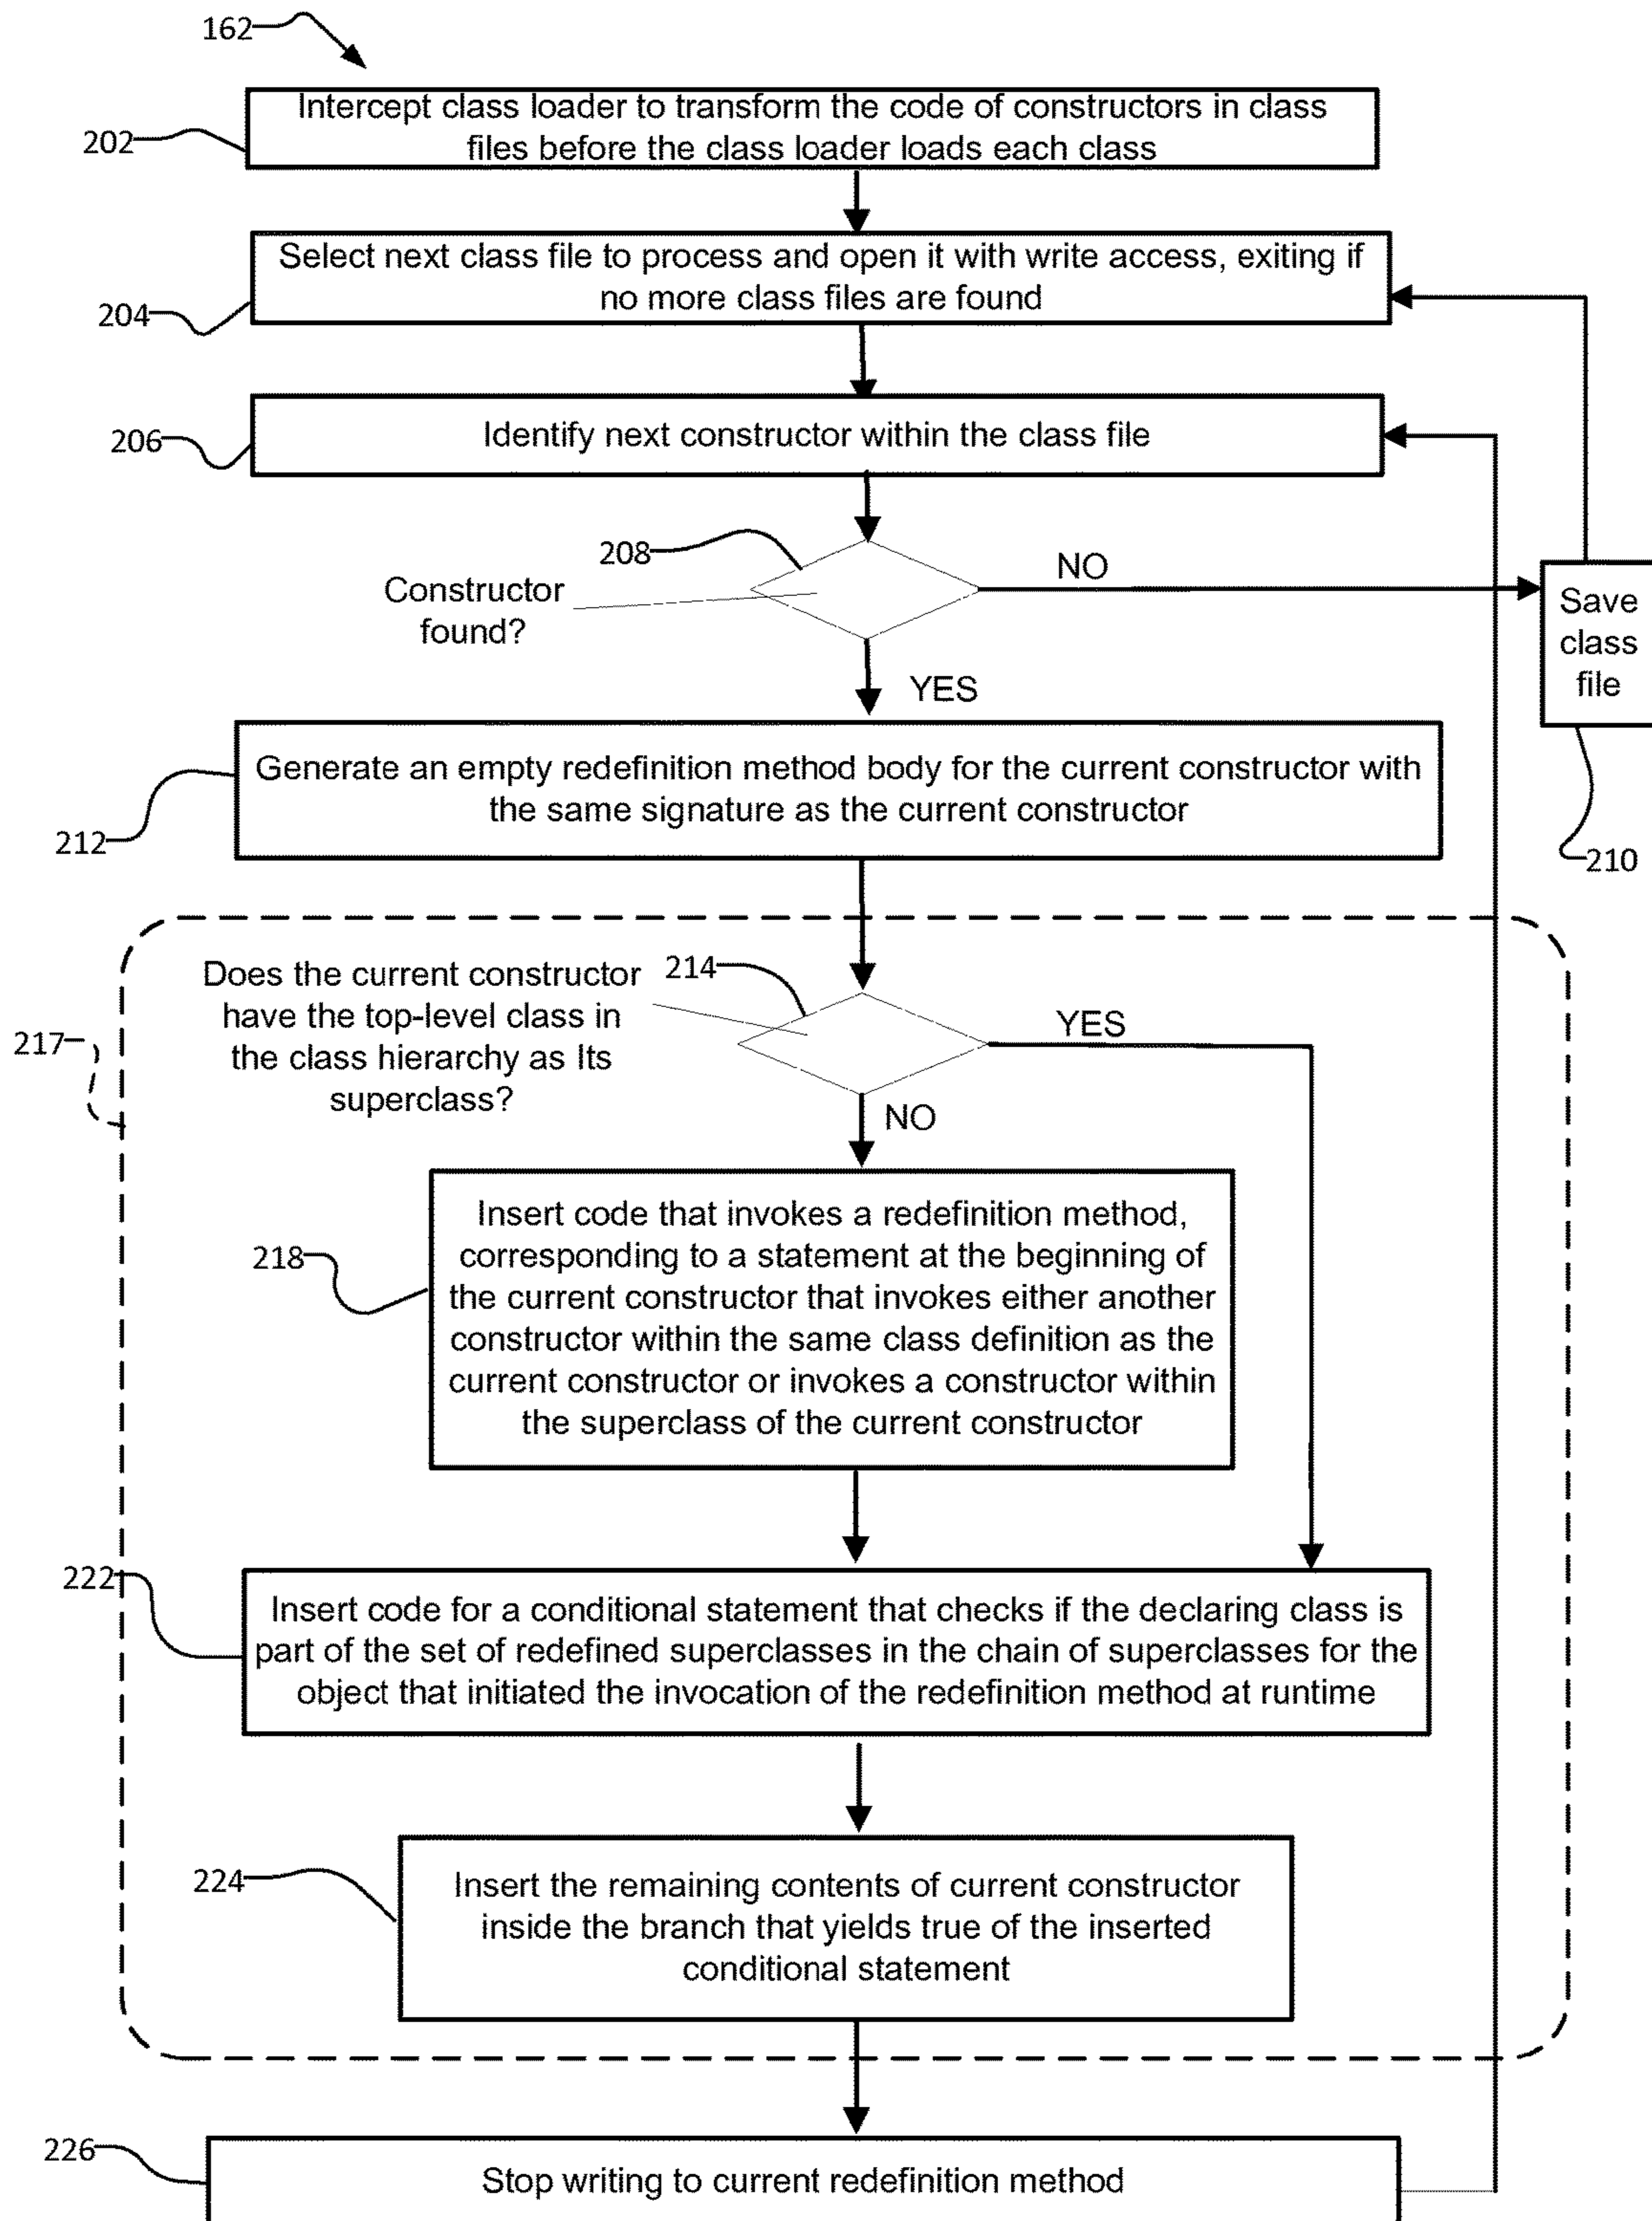 162
Intercept class loader to transform the code of constructors in class
files before the class loader loads each class
202
Select next class file to process and open it with write access, exiting if
no more class files are found
204
Identify next constructor within the class file
206
208
NO
Constructor
found?
Save
class
file
YES
210
Generate an empty redefinition method body for the current constructor with
the same signature as the current constructor
212
Does the current constructor
have the top-level class in
the class hierarchy as Its
superclass?
214
YES
217
NO
Insert code that invokes a redefinition method,
corresponding to a statement at the beginning of
the current constructor that invokes either another
constructor within the same class definition as the
current constructor or invokes a constructor within
the superclass of the current constructor
218
222
Insert code for a conditional statement that checks if the declaring class is
part of the set of redefined superclasses in the chain of superclasses for the
object that initiated the invocation of the redefinition method at runtime
224
Insert the remaining contents of current constructor
inside the branch that yields true of the inserted
conditional statement
226
Stop writing to current redefinition method